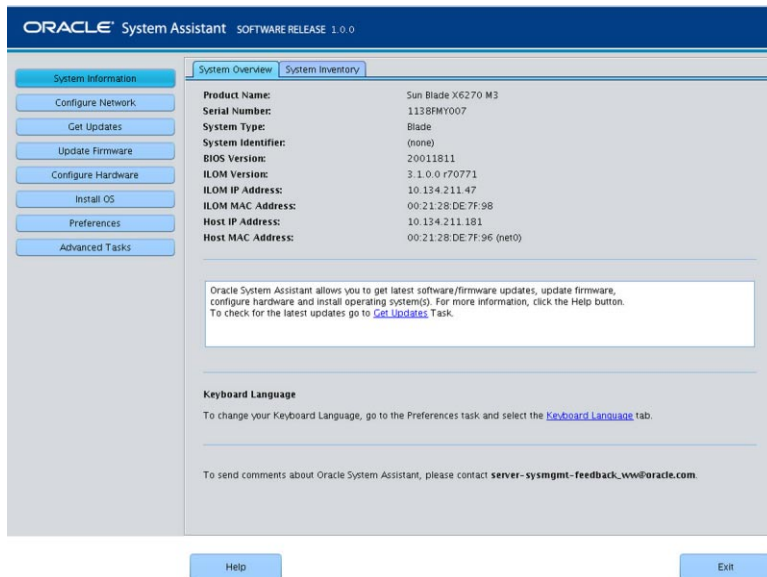 ORACLE System Assistant SOFTWARE RELEASE 1.0.0
System Information
Configure Network
Get Updates
Update Firmware
Configure Hardware
Install OS
Preferences
Advanced Tasks
System Overview System Inventory
Product Name: Sun Blade X6270 M3
Serial Number: 1138FMY007
System Type: Blade
System Identifier: (none)
BIOS Version: 20011811
ILOM Version: 3.1.0.0 r70771
ILOM IP Address: 10.134.211.47
ILOM MAC Address: 00:21:28:DE:7F:98
Host IP Address: 10.134.211.181
Host MAC Address: 00:21:28:DE:7F:96 (net0)
Oracle System Assistant allows you to get latest software/firmware updates, update firmware,
configure hardware and install operating system(s). For more information, click the Help button.
To check for the latest updates go to Get Updates Task.
Keyboard Language
To change your Keyboard Language, go to the Preferences task and select the Keyboard Language tab.
To send comments about Oracle System Assistant, please contact server-sysmgmt-feedback_ww@oracle.com.
Help
Exit